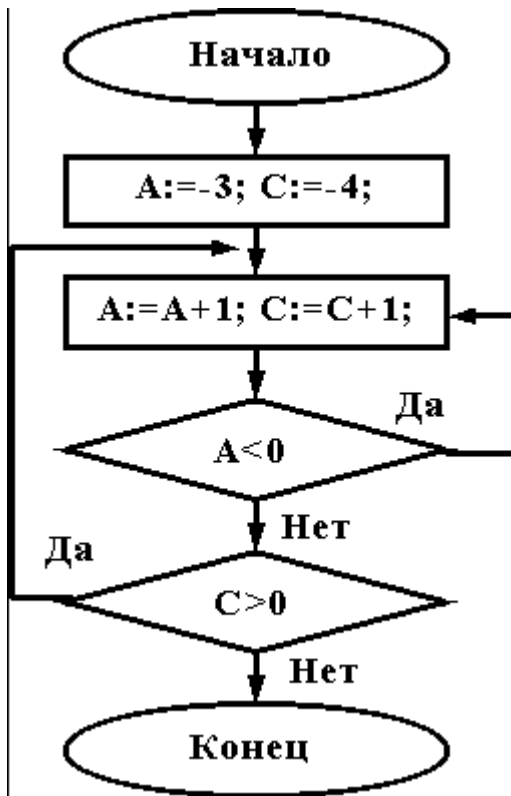 Начало
A:=-3; C:=-4;
A:=A+1; C:=C+1;
Да
A<0
Нет
Да
C>0
Нет
Конец